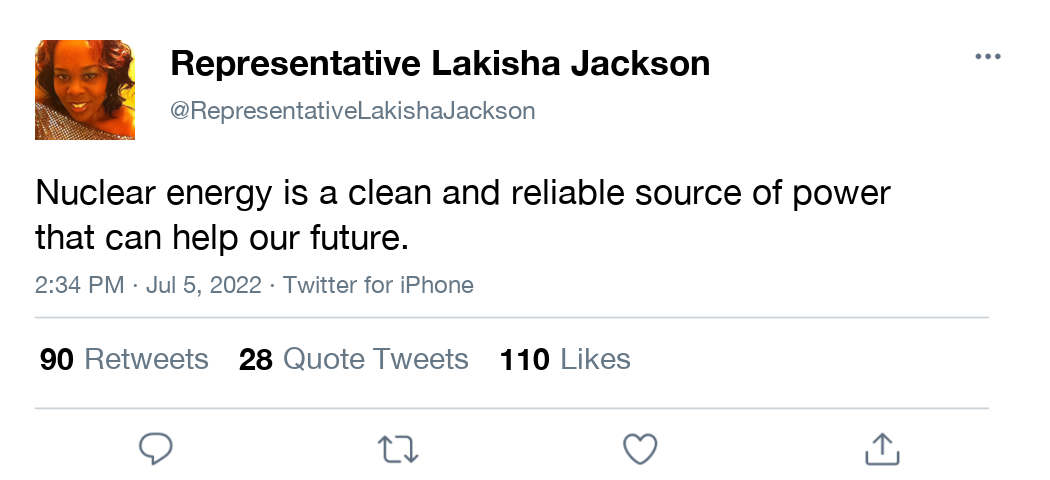 Representative Lakisha Jackson
@RepresentativeLakishaJackson
Nuclear energy is a clean and reliable source of power
that can help our future.
2:34 PM · Jul 5, 2022 · Twitter for iPhone
90 Retweets 28 Quote Tweets 110 Likes